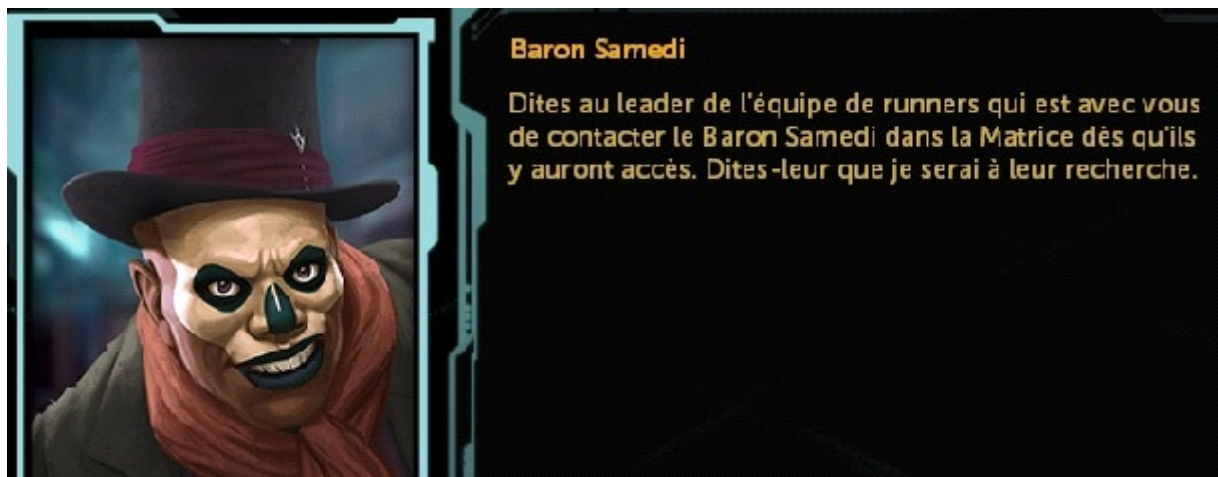 Baron Samedi
Dites au leader de l'équipe de runners qui est avec vous
de contacter le Baron Samedi dans la Matrice dès qu'ils
y auront accès. Dites-leur que je serai à leur recherche.